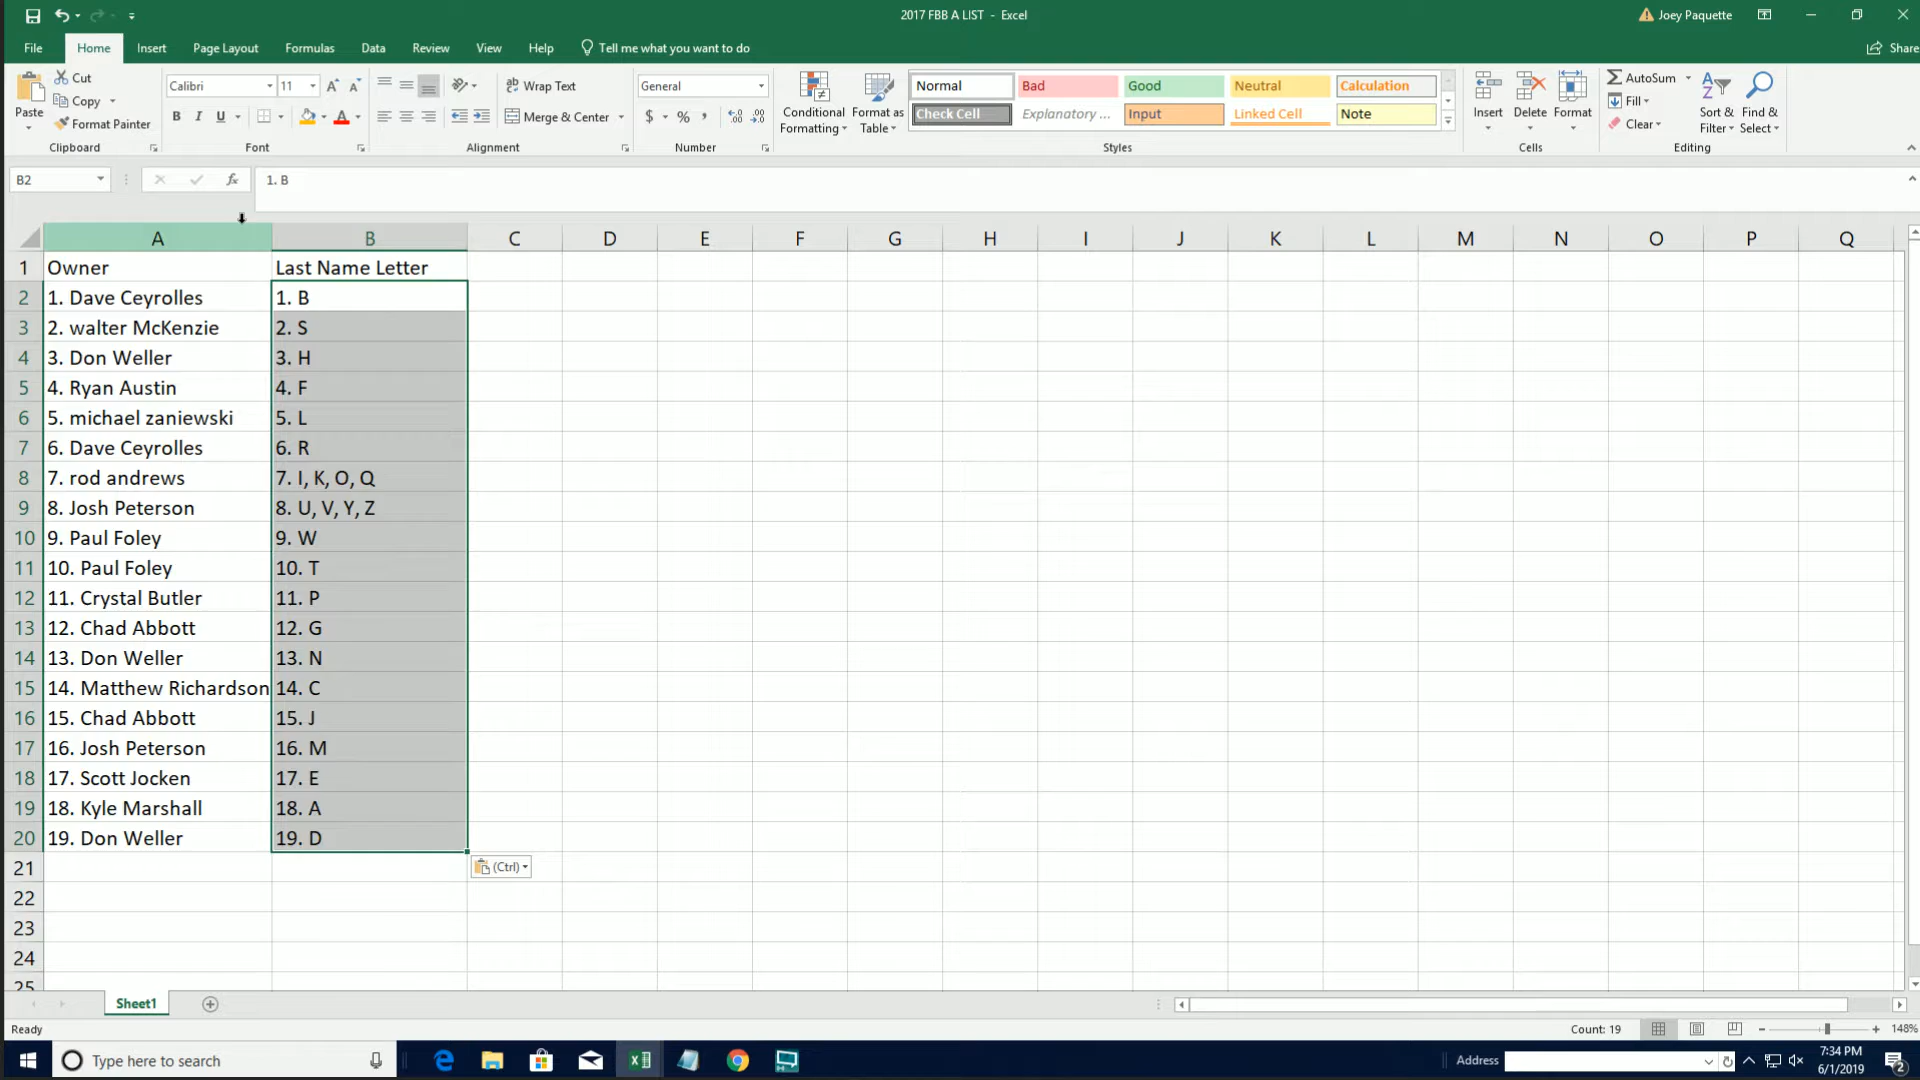 2017 FBB A LIST - Excel
Joey Paquette
File Home Insert Page Layout Formulas Data Review View Help Tell me what you want to do Share
Paste Cut Copy Format Painter Clipboard
Calibri 11 B I U Font
Wrap Text Merge & Center Alignment
General $ % , Number
Conditional Formatting Format as Table
Normal Bad Good Neutral Calculation
Check Cell Explanatory ... Input Linked Cell Note
Styles
Insert Delete Format Cells
AutoSum Fill Clear Sort & Filter Find & Select Editing
B2 fx 1. B
A B C D E F G H I J K L M N O P Q
1 Owner Last Name Letter
2 1. Dave Ceyrolles 1. B
3 2. walter McKenzie 2. S
4 3. Don Weller 3. H
5 4. Ryan Austin 4. F
6 5. michael zaniewski 5. L
7 6. Dave Ceyrolles 6. R
8 7. rod andrews 7. I, K, O, Q
9 8. Josh Peterson 8. U, V, Y, Z
10 9. Paul Foley 9. W
11 10. Paul Foley 10. T
12 11. Crystal Butler 11. P
13 12. Chad Abbott 12. G
14 13. Don Weller 13. N
15 14. Matthew Richardson 14. C
16 15. Chad Abbott 15. J
17 16. Josh Peterson 16. M
18 17. Scott Jocken 17. E
19 18. Kyle Marshall 18. A
20 19. Don Weller 19. D
21 (Ctrl)
22
23
24
25
Sheet1
Ready Count: 19 148%
Type here to search Address 7:34 PM
6/1/2019 2